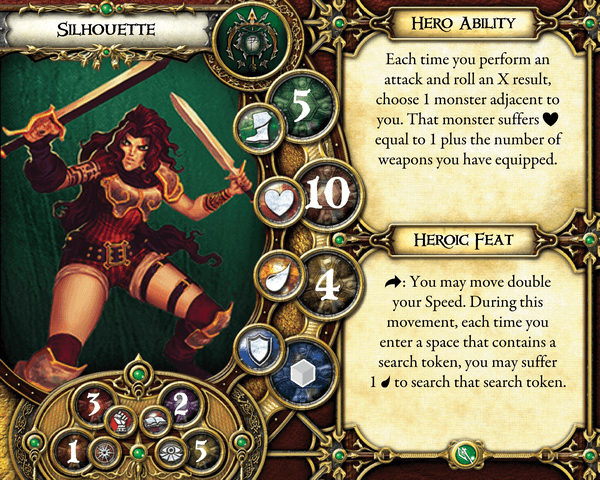 Silhouette
5
10
4
3
2
1
5
Hero Ability
Each time you perform an
attack and roll an X result,
choose 1 monster adjacent to
you. That monster suffers ♥
equal to 1 plus the number of
weapons you have equipped.
Heroic Feat
: You may move double
your Speed. During this
movement, each time you
enter a space that contains a
search token, you may suffer
1 to search that search token.